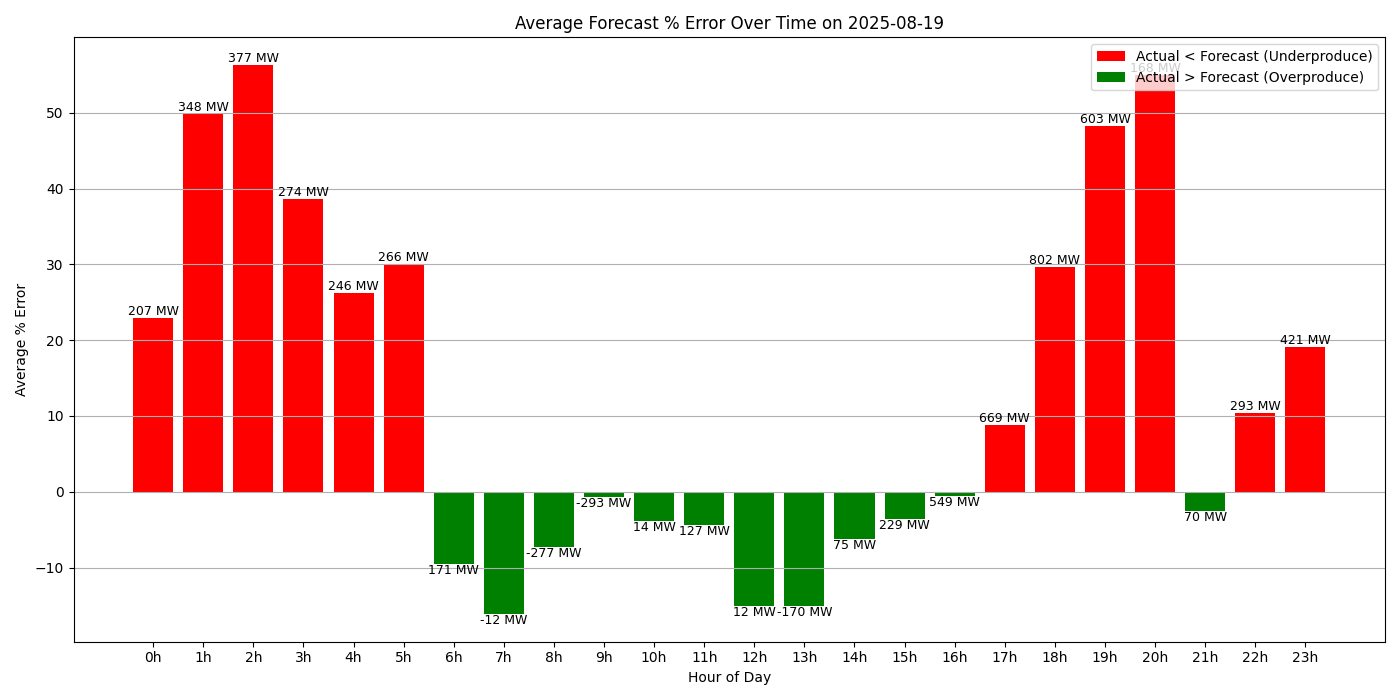 Average Forecast % Error Over Time on 2025-08-19
Actual < Forecast (Underproduce)
Actual > Forecast (Overproduce)
Average % Error
50
40
30
20
10
0
−10
207 MW
348 MW
377 MW
274 MW
246 MW
266 MW
171 MW
-12 MW
-277 MW
-293 MW
14 MW
127 MW
12 MW
-170 MW
75 MW
229 MW
549 MW
669 MW
802 MW
603 MW
168 MW
70 MW
293 MW
421 MW
0h 1h 2h 3h 4h 5h 6h 7h 8h 9h 10h 11h 12h 13h 14h 15h 16h 17h 18h 19h 20h 21h 22h 23h
Hour of Day